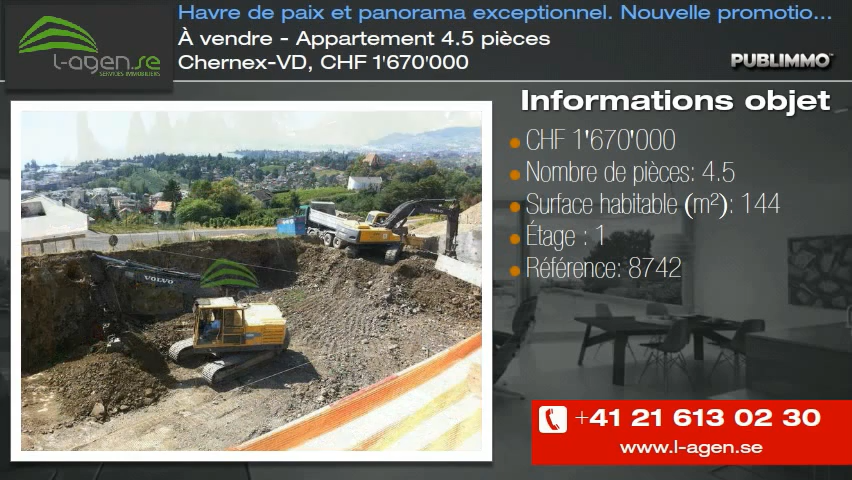 Havre de paix et panorama exceptionnel. Nouvelle promotio...
l-agen.se
SERVICES IMMOBILIERS
À vendre - Appartement 4.5 pièces
Chernex-VD, CHF 1'670'000
PUBLIMMO
Informations objet
CHF 1'670'000
Nombre de pièces: 4.5
Surface habitable (m²): 144
Étage : 1
Référence: 8742
VOLVO
+41 21 613 02 30
www.l-agen.se